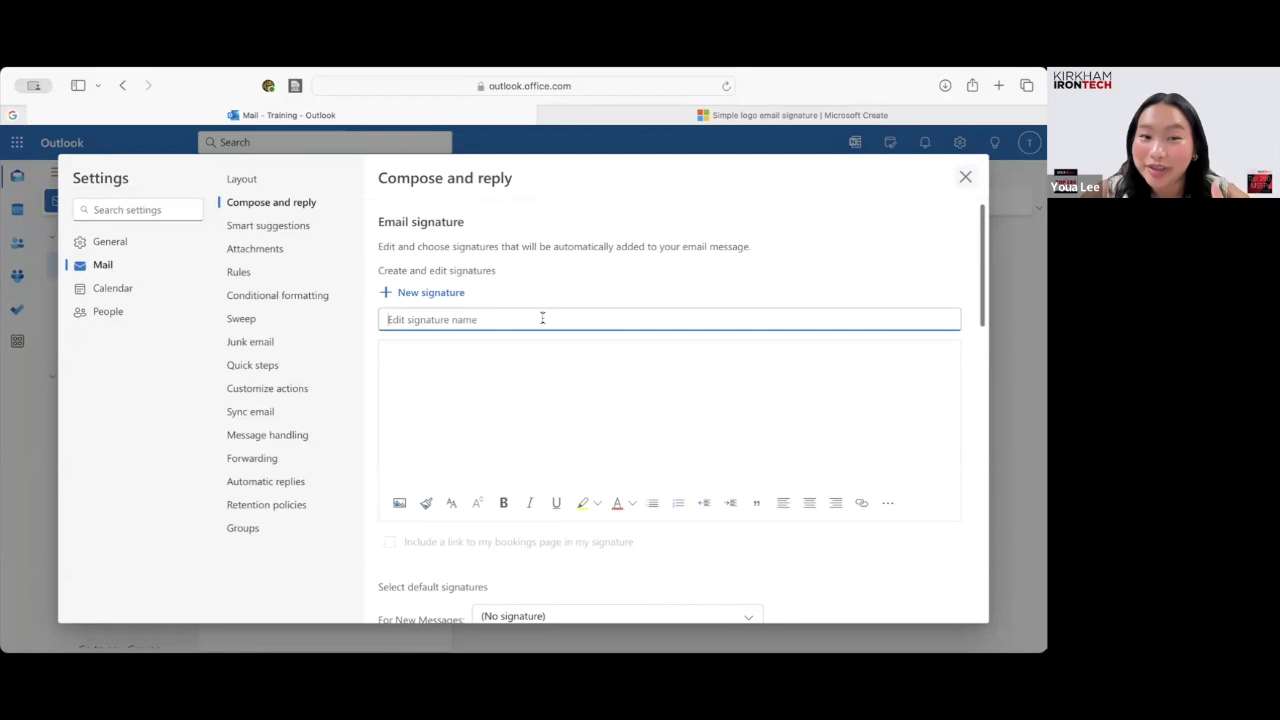 outlook.office.com
Mail - Training - Outlook
Simple logo email signature | Microsoft Create
Outlook
Search
T
KIRKHAM
IRONTECH
Youa Lee
Settings
Search settings
General
Mail
Calendar
People
Layout
Compose and reply
Smart suggestions
Attachments
Rules
Conditional formatting
Sweep
Junk email
Quick steps
Customize actions
Sync email
Message handling
Forwarding
Automatic replies
Retention policies
Groups
Compose and reply
Email signature
Edit and choose signatures that will be automatically added to your email message.
Create and edit signatures
New signature
Edit signature name
Include a link to my bookings page in my signature
Select default signatures
For New Messages:
(No signature)